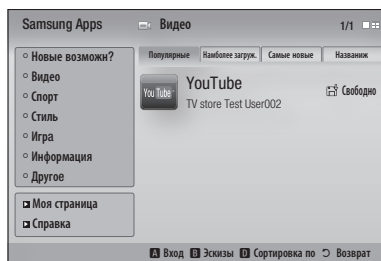 Samsung Apps
Видео
1/1
Новые возможн?
Видео
Спорт
Стиль
Игра
Информация
Другое
Моя страница
Справка
Популярные Наиболее загруж. Самые новые Названиж
You Tube
YouTube
TV store Test User002
Свободно
A Вход B Эскизы D Сортировка по Возврат